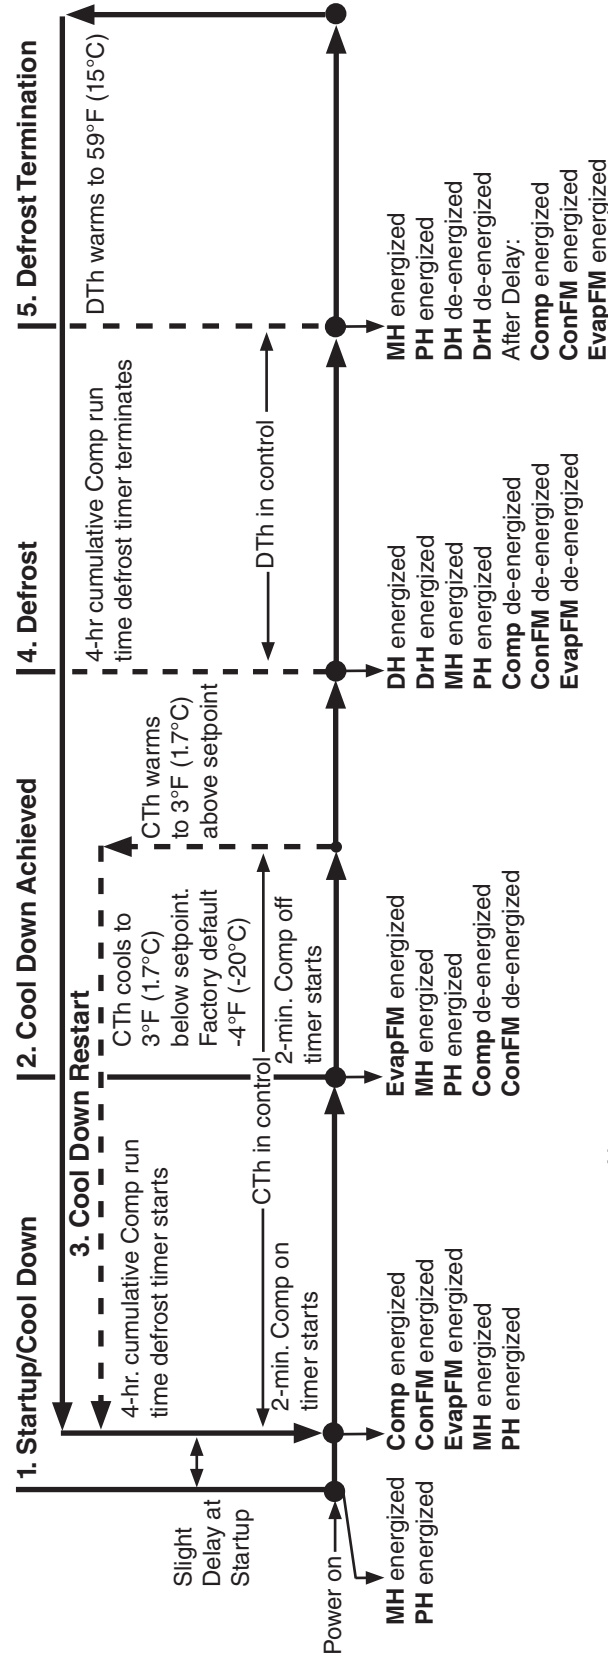 1. Startup/Cool Down
2. Cool Down Achieved
4. Defrost
5. Defrost Termination
3. Cool Down Restart
Slight
Delay at
Startup
4-hr. cumulative Comp run
time defrost timer starts
CTh cools to
3°F (1.7°C)
below setpoint.
Factory default
-4°F (-20°C)
CTh warms
to 3°F (1.7°C)
above setpoint
4-hr cumulative Comp run
time defrost timer terminates
DTh warms to 59°F (15°C)
CTh in control
DTh in control
2-min. Comp on
timer starts
2-min. Comp off
timer starts
Power on
MH energized
PH energized
Comp energized
ConFM energized
EvapFM energized
MH energized
PH energized
EvapFM energized
MH energized
PH energized
Comp de-energized
ConFM de-energized
DH energized
DrH energized
MH energized
PH energized
Comp de-energized
ConFM de-energized
EvapFM de-energized
MH energized
PH energized
DH de-energized
DrH de-energized
After Delay:
Comp energized
ConFM energized
EvapFM energized